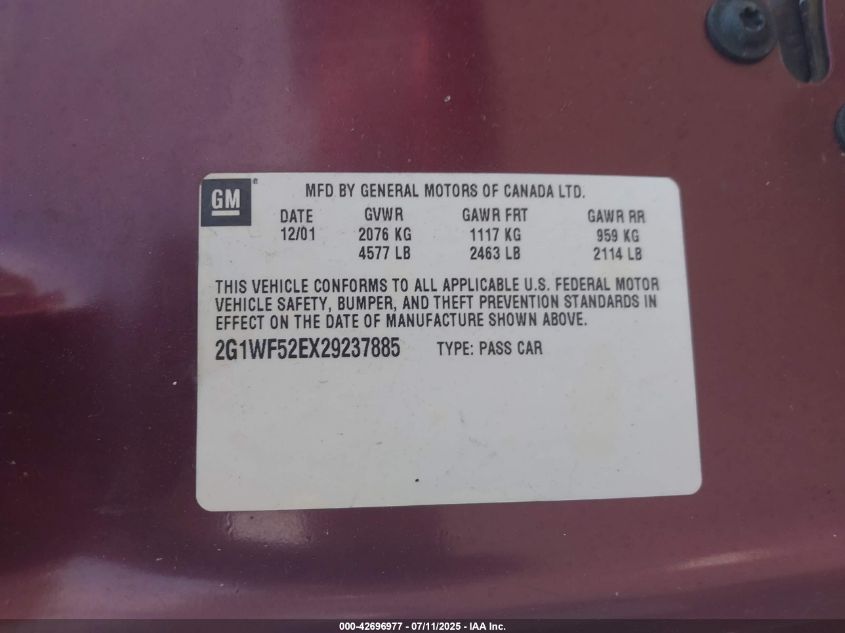 GM®
MFD BY GENERAL MOTORS OF CANADA LTD.
DATE GVWR GAWR FRT GAWR RR
12/01 2076 KG 1117 KG 959 KG
4577 LB 2463 LB 2114 LB
THIS VEHICLE CONFORMS TO ALL APPLICABLE U.S. FEDERAL MOTOR
VEHICLE SAFETY, BUMPER, AND THEFT PREVENTION STANDARDS IN
EFFECT ON THE DATE OF MANUFACTURE SHOWN ABOVE.
2G1WF52EX29237885 TYPE: PASS CAR
000-42696977 - 07/11/2025 - IAA Inc.